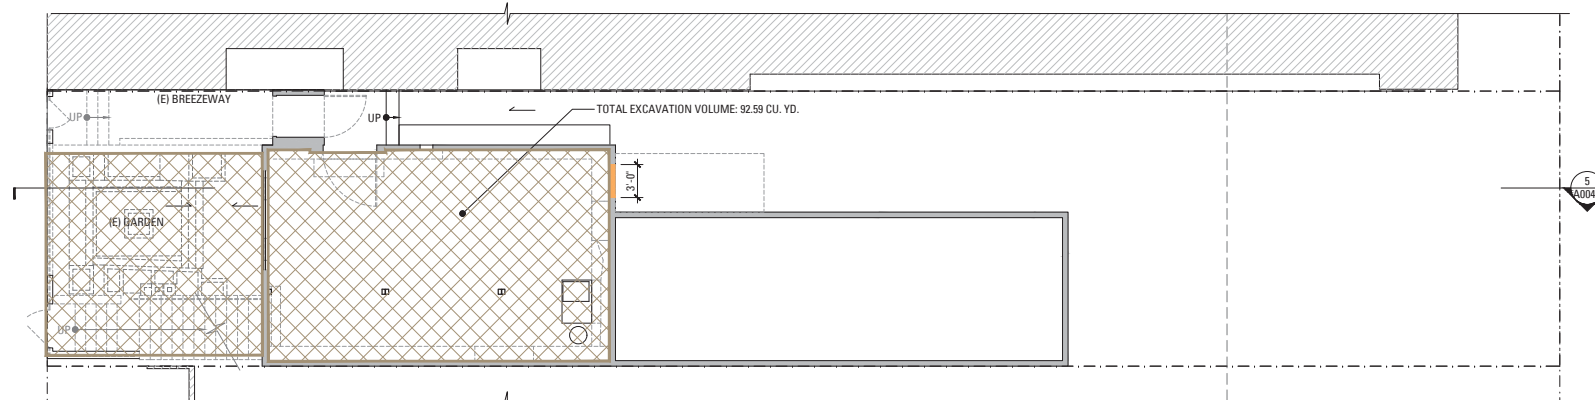 (E) BREEZEWAY
TOTAL EXCAVATION VOLUME: 92.59 CU. YD.
UP
UP
3'-0"
5
A004
(E) GARDEN
UP